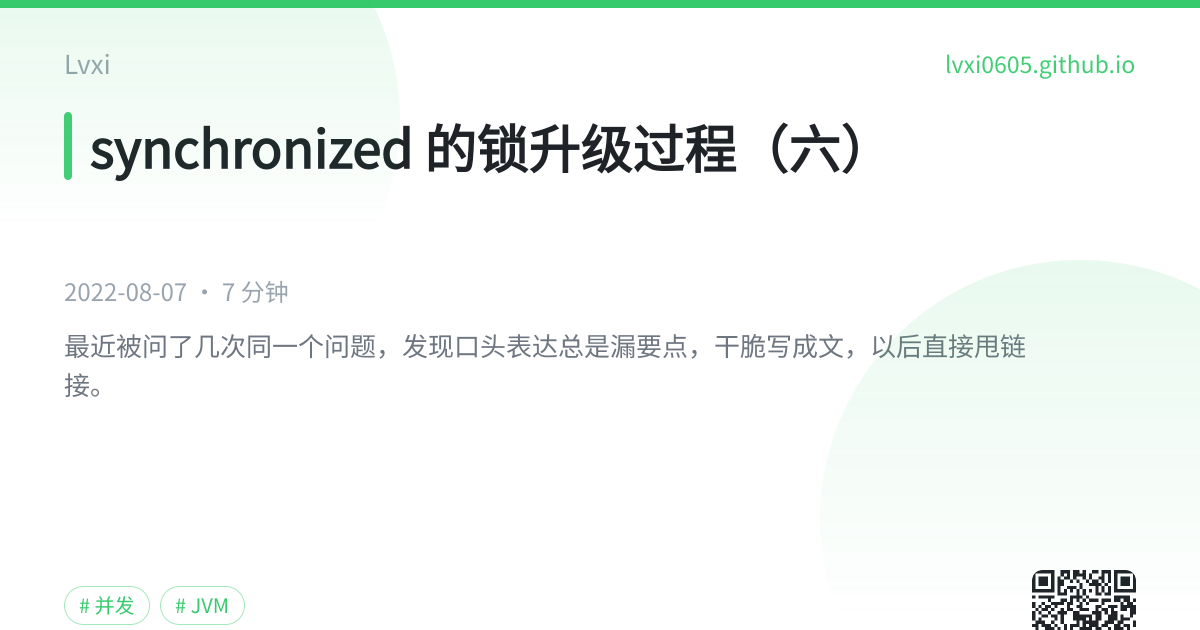 Lvxi
lvxi0605.github.io
synchronized 的锁升级过程（六）
2022-08-07 · 7 分钟
最近被问了几次同一个问题，发现口头表达总是漏要点，干脆写成文，以后直接甩链
接。
# 并发
# JVM